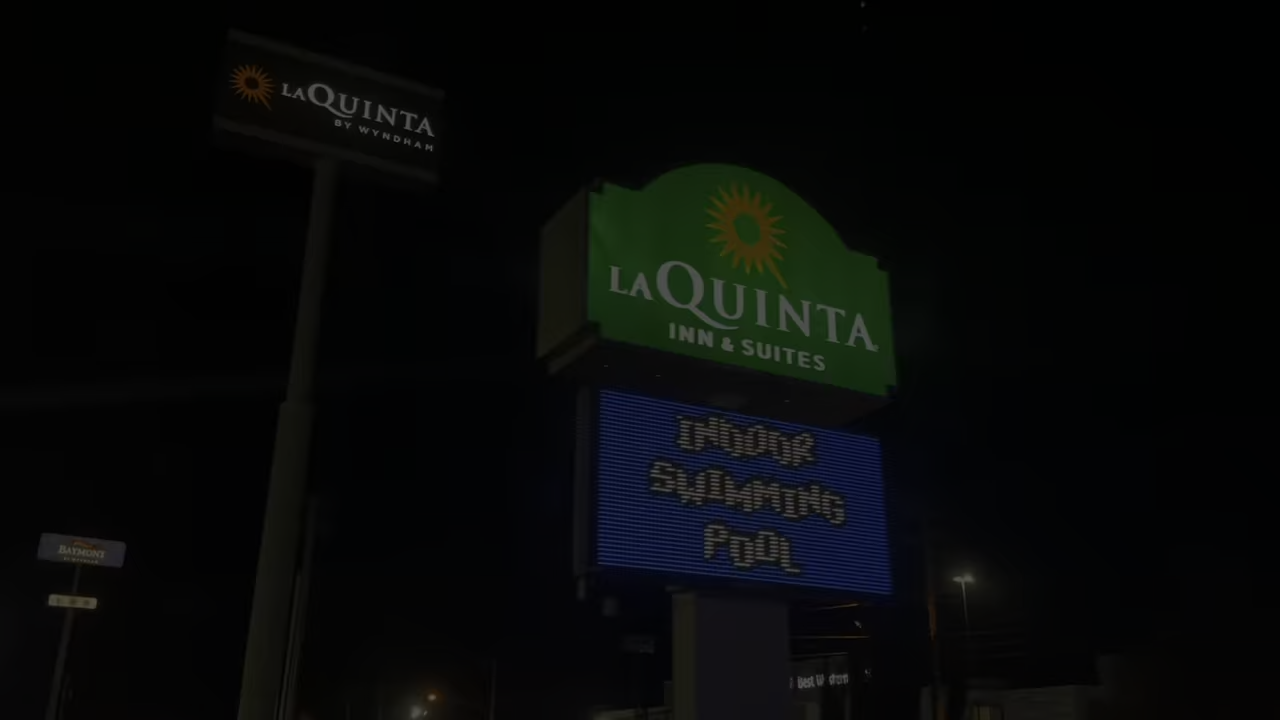 LAQUINTA
BY WYNDHAM
LAQUINTA
INN & SUITES
INDOOR
SWIMMING
POOL
BAYMONT
Best Western